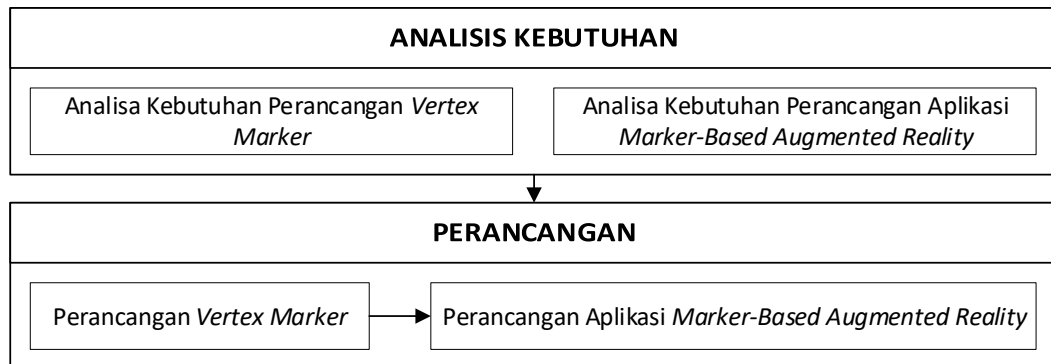 ANALISIS KEBUTUHAN
Analisa Kebutuhan Perancangan Vertex
Marker
Analisa Kebutuhan Perancangan Aplikasi
Marker-Based Augmented Reality
PERANCANGAN
Perancangan Vertex Marker
Perancangan Aplikasi Marker-Based Augmented Reality